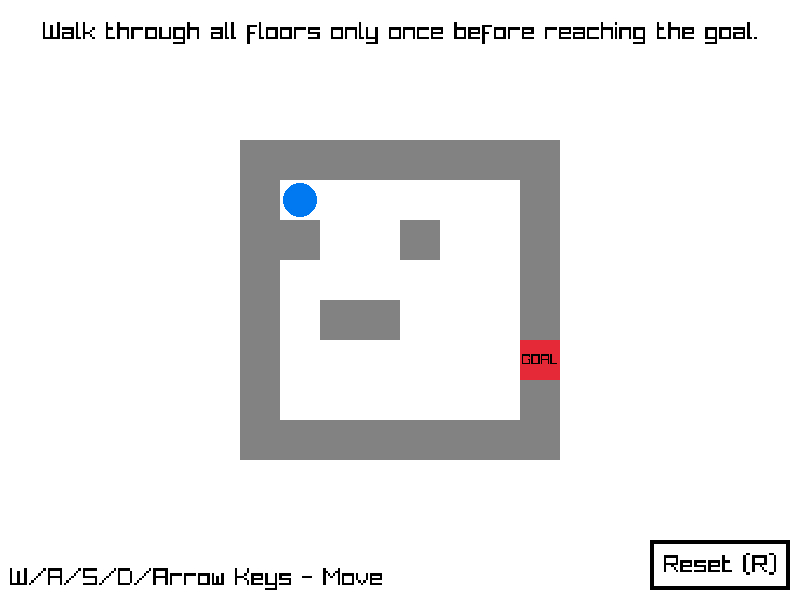 Walk through all floors only once before reaching the goal.
GOAL
Reset (R)
W/A/S/D/Arrow Keys - Move